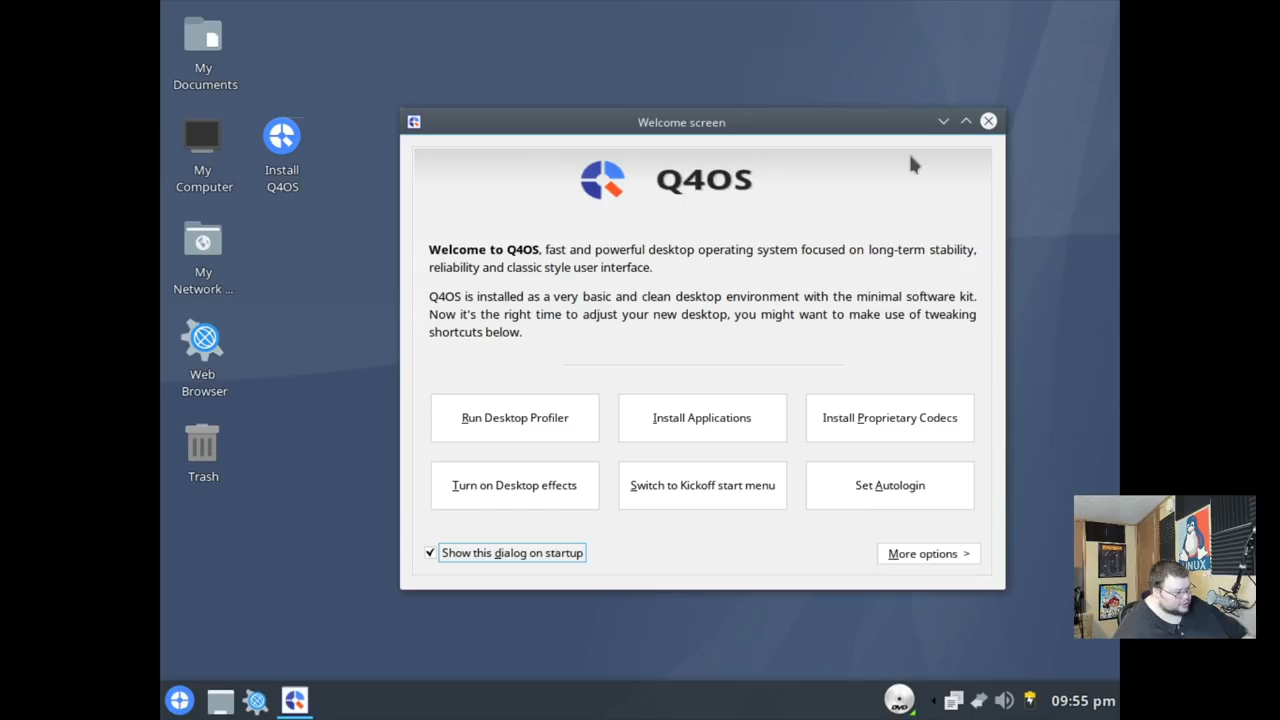 My
Documents
My
Computer
Install
Q4OS
My
Network ...
Web
Browser
Trash
Welcome screen
Q4OS
Welcome to Q4OS, fast and powerful desktop operating system focused on long-term stability,
reliability and classic style user interface.
Q4OS is installed as a very basic and clean desktop environment with the minimal software kit.
Now it's the right time to adjust your new desktop, you might want to make use of tweaking
shortcuts below.
Run Desktop Profiler
Install Applications
Install Proprietary Codecs
Turn on Desktop effects
Switch to Kickoff start menu
Set Autologin
Show this dialog on startup
More options >
DVD
09:55 pm
LINUX